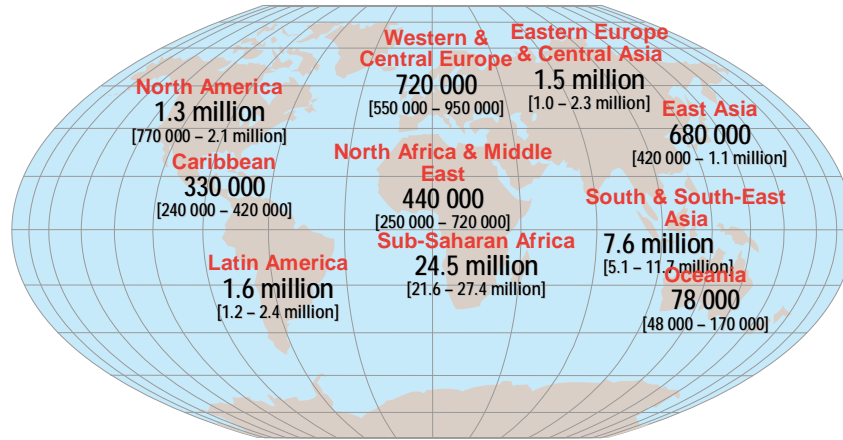 Western &
Central Europe
720 000
[550 000 – 950 000]
Eastern Europe
& Central Asia
1.5 million
[1.0 – 2.3 million]
North America
1.3 million
[770 000 – 2.1 million]
East Asia
680 000
[420 000 – 1.1 million]
Caribbean
330 000
[240 000 – 420 000]
North Africa & Middle
East
440 000
[250 000 – 720 000]
South & South-East
Asia
7.6 million
[5.1 – 11.7 million]
Sub-Saharan Africa
24.5 million
[21.6 – 27.4 million]
Latin America
1.6 million
[1.2 – 2.4 million]
Oceania
78 000
[48 000 – 170 000]